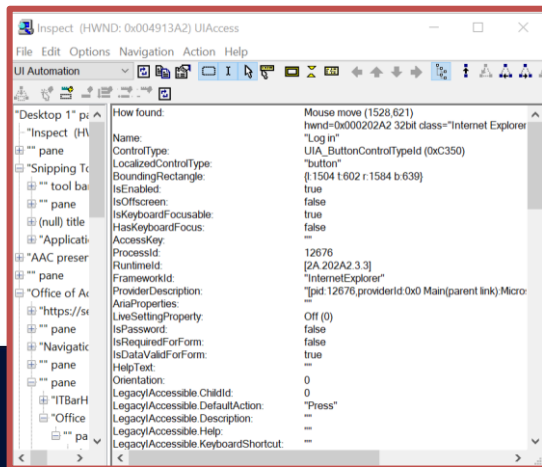 Inspect (HWND: 0x004913A2) UIAccess
File Edit Options Navigation Action Help
UI Automation
"Desktop 1" pa
"Inspect (HV
"" pane
"Snipping To
"" tool ba
"" pane
(null) title
"Applicati
"AAC preser
"" pane
"Office of Ac
"https://se
"" pane
"Navigatio
"" pane
"" pane
"ITBarH
"Office
"" pa
How found: Mouse move (1528,621)
hwnd=0x000202A2 32bit class="Internet Explorer
Name: "Log in"
ControlType: UIA_ButtonControlTypeId (0xC350)
LocalizedControlType: "button"
BoundingRectangle: {l:1504 t:602 r:1584 b:639}
IsEnabled: true
IsOffscreen: false
IsKeyboardFocusable: true
HasKeyboardFocus: false
AccessKey: ""
ProcessId: 12676
RuntimeId: [2A.202A2.3.3]
FrameworkId: "InternetExplorer"
ProviderDescription: "[pid:12676,providerId:0x0 Main(parent link):Micros
AriaProperties: ""
LiveSettingProperty: Off (0)
IsPassword: false
IsRequiredForForm: false
IsDataValidForForm: true
HelpText: ""
Orientation: 0
LegacyIAccessible.ChildId: 0
LegacyIAccessible.DefaultAction: "Press"
LegacyIAccessible.Description: ""
LegacyIAccessible.Help: ""
LegacyIAccessible.KeyboardShortcut: ""